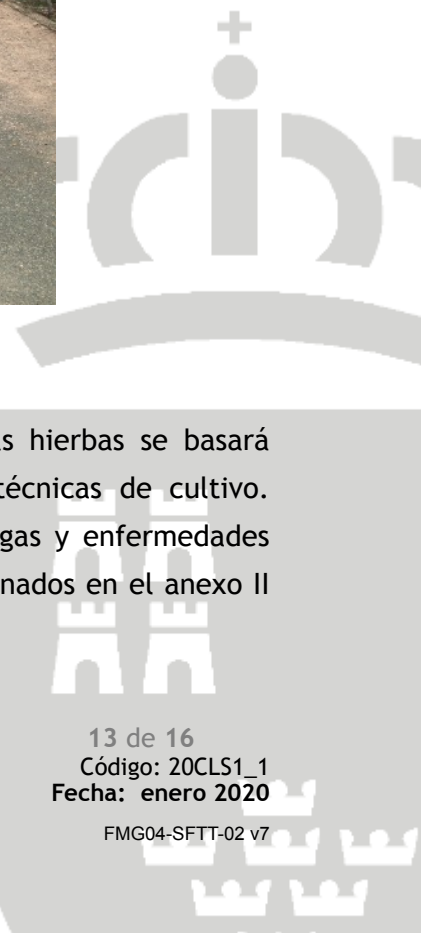 s hierbas se basará
técnicas de cultivo.
gas y enfermedades
nados en el anexo II
13 de 16
Código: 20CLS1_1
Fecha: enero 2020
FMG04-SFTT-02 v7